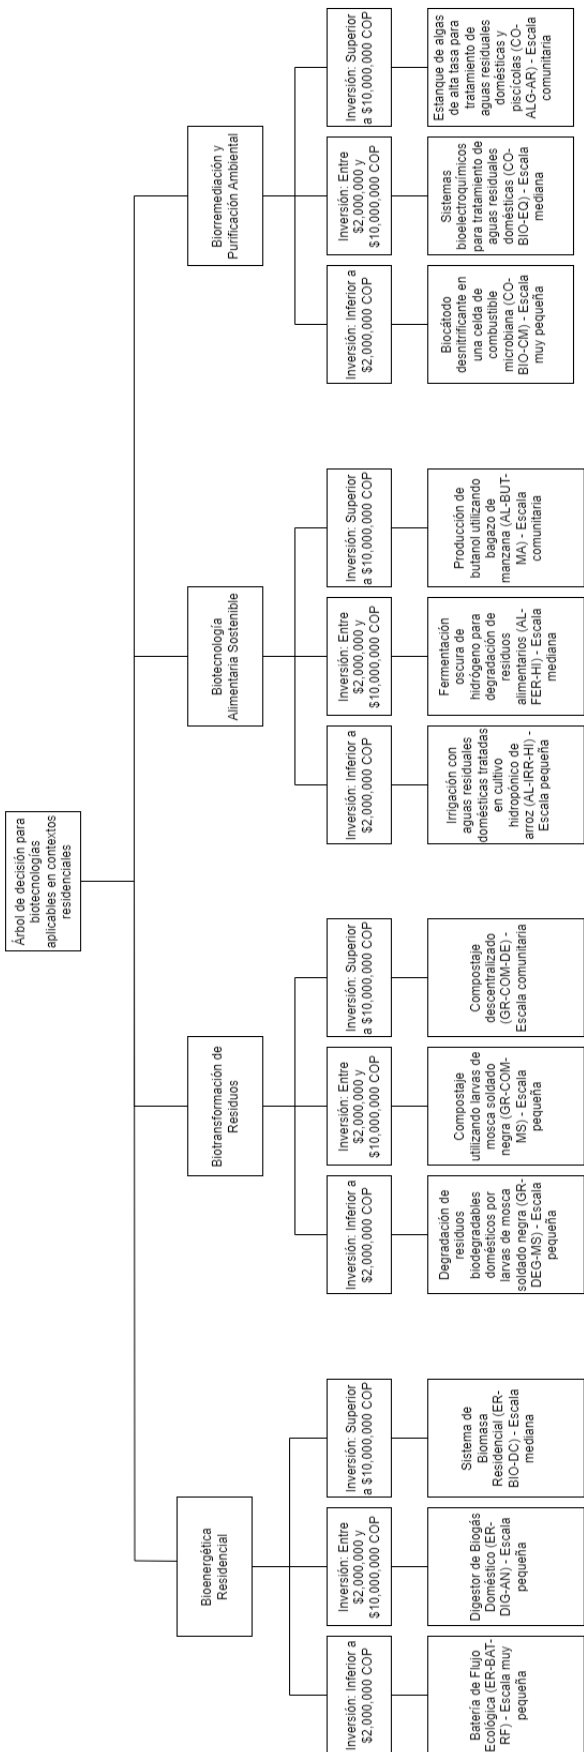 Árbol de decisión para
biotecnologías
aplicables en contextos
residenciales
Bioenergética
Residencial
Biotransformación de
Residuos
Biotecnología
Alimentaria Sostenible
Biorremediación y
Purificación Ambiental
Inversión: Inferior a
$2,000,000 COP
Inversión: Entre
$2,000,000 y
$10,000,000 COP
Inversión: Superior
a $10,000,000 COP
Inversión: Inferior a
$2,000,000 COP
Inversión: Entre
$2,000,000 y
$10,000,000 COP
Inversión: Superior
a $10,000,000 COP
Inversión: Inferior a
$2,000,000 COP
Inversión: Entre
$2,000,000 y
$10,000,000 COP
Inversión: Superior
a $10,000,000 COP
Inversión: Inferior a
$2,000,000 COP
Inversión: Entre
$2,000,000 y
$10,000,000 COP
Inversión: Superior
a $10,000,000 COP
Batería de Flujo
Ecológica (ER-BAT-
RF) - Escala muy
pequeña
Digestor de Biogás
Doméstico (ER-
DIG-AN) - Escala
pequeña
Sistema de
Biomasa
Residencial (ER-
BIO-DC) - Escala
mediana
Degradación de
residuos
biodegradables
domésticos por
larvas de mosca
soldado negra (GR-
DEG-MS) - Escala
pequeña
Compostaje
utilizando larvas de
mosca soldado
negra (GR-COM-
MS) - Escala
pequeña
Compostaje
descentralizado
(GR-COM-DE) -
Escala comunitaria
Irrigación con
aguas residuales
domésticas tratadas
en cultivo
hidropónico de
arroz (AL-IRR-HI) -
Escala pequeña
Fermentación
oscura de
hidrógeno para
degradación de
residuos
alimentarios (AL-
FER-HI) - Escala
mediana
Producción de
butanol utilizando
bagazo de
manzana (AL-BUT-
MA) - Escala
comunitaria
Biocátodo
desnitrificante en
una celda de
combustible
microbiana (CO-
BIO-CM) - Escala
muy pequeña
Sistemas
bioelectroquímicos
para tratamiento de
aguas residuales
domésticas (CO-
BIO-EQ) - Escala
mediana
Estanque de algas
de alta tasa para
tratamiento de
aguas residuales
domésticas y
piscícolas (CO-
ALG-AR) - Escala
comunitaria